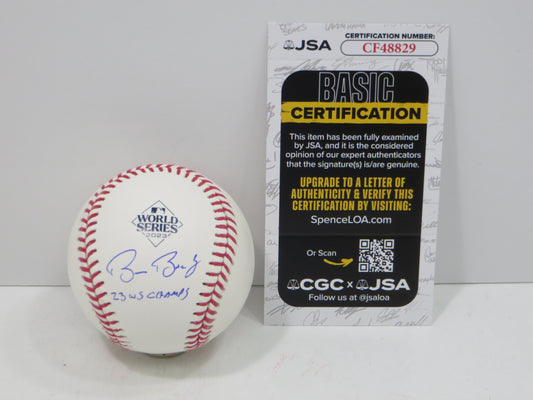 WORLD
SERIES
2023
23 WS CHAMPS
JSA
CERTIFICATION NUMBER:
CF48829
BASIC
CERTIFICATION
This item has been fully examined
by JSA, and it is the considered
opinion of our expert authenticators
that the signature(s) is/are genuine.
UPGRADE TO A LETTER OF
AUTHENTICITY & VERIFY THIS
CERTIFICATION BY VISITING:
SpenceLOA.com
Or Scan
CGC x JSA
Follow us at @jsaloa